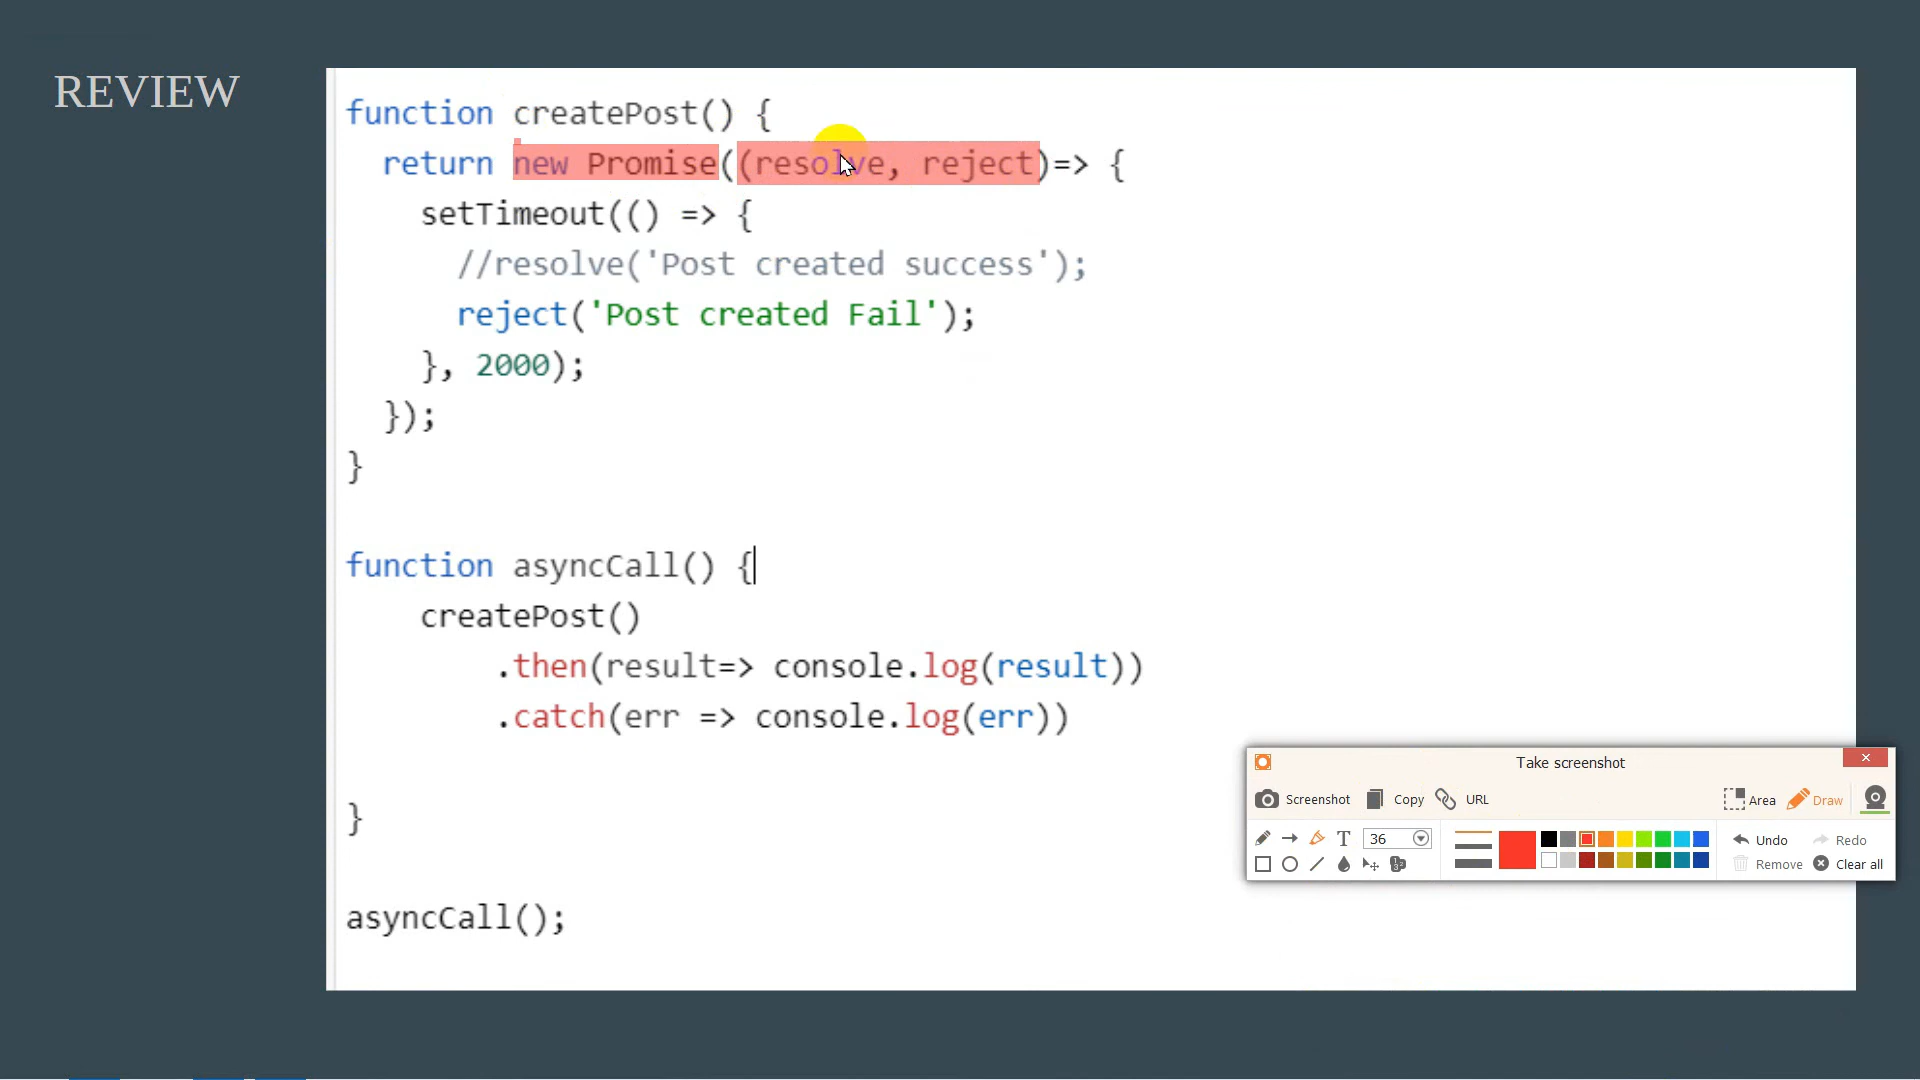 REVIEW
function createPost() {
return new Promise((resolve, reject)=> {
setTimeout(() => {
//resolve('Post created success');
reject('Post created Fail');
}, 2000);
});
}
function asyncCall() {
createPost()
.then(result=> console.log(result))
.catch(err => console.log(err))
}
asyncCall();
Take screenshot
Screenshot Copy URL Area Draw
T 36 Undo Redo
Remove Clear all